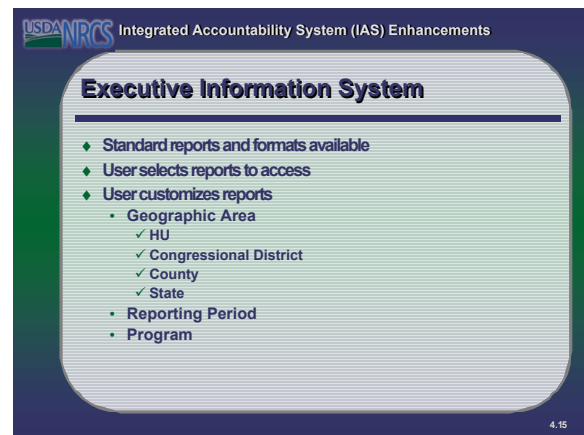 USDA NRCS Integrated Accountability System (IAS) Enhancements
Executive Information System
♦ Standard reports and formats available
♦ User selects reports to access
♦ User customizes reports
• Geographic Area
✓ HU
✓ Congressional District
✓ County
✓ State
• Reporting Period
• Program
4.15